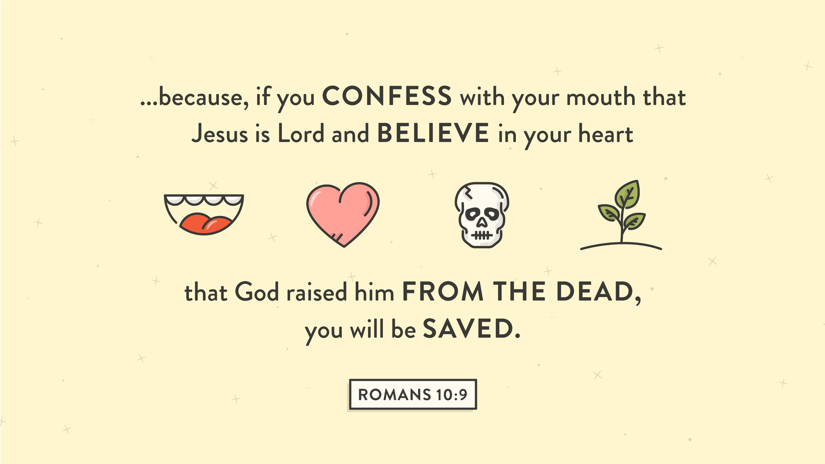 ...because, if you CONFESS with your mouth that
Jesus is Lord and BELIEVE in your heart
that God raised him FROM THE DEAD,
you will be SAVED.
ROMANS 10:9